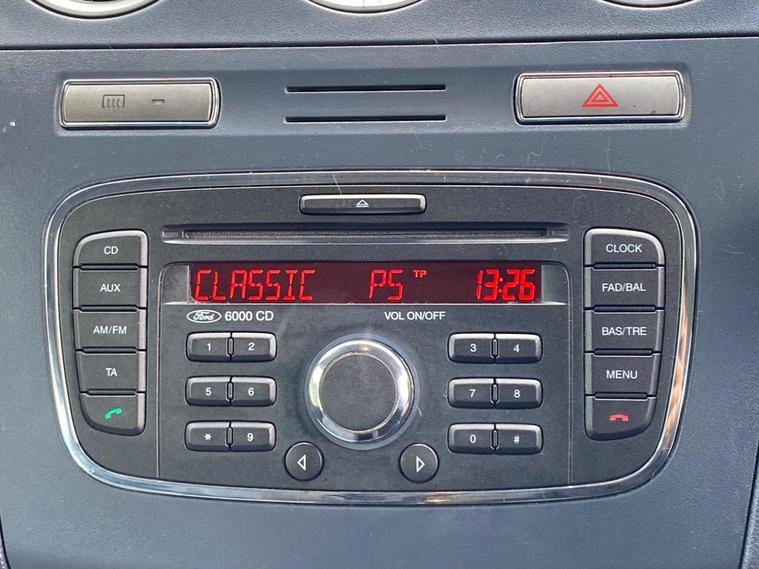 CD
AUX
AM/FM
TA
CLASSIC P5 TP 13:26
Ford 6000 CD VOL ON/OFF
1 2 3 4
5 6 7 8
* 9 0 #
CLOCK
FAD/BAL
BAS/TRE
MENU